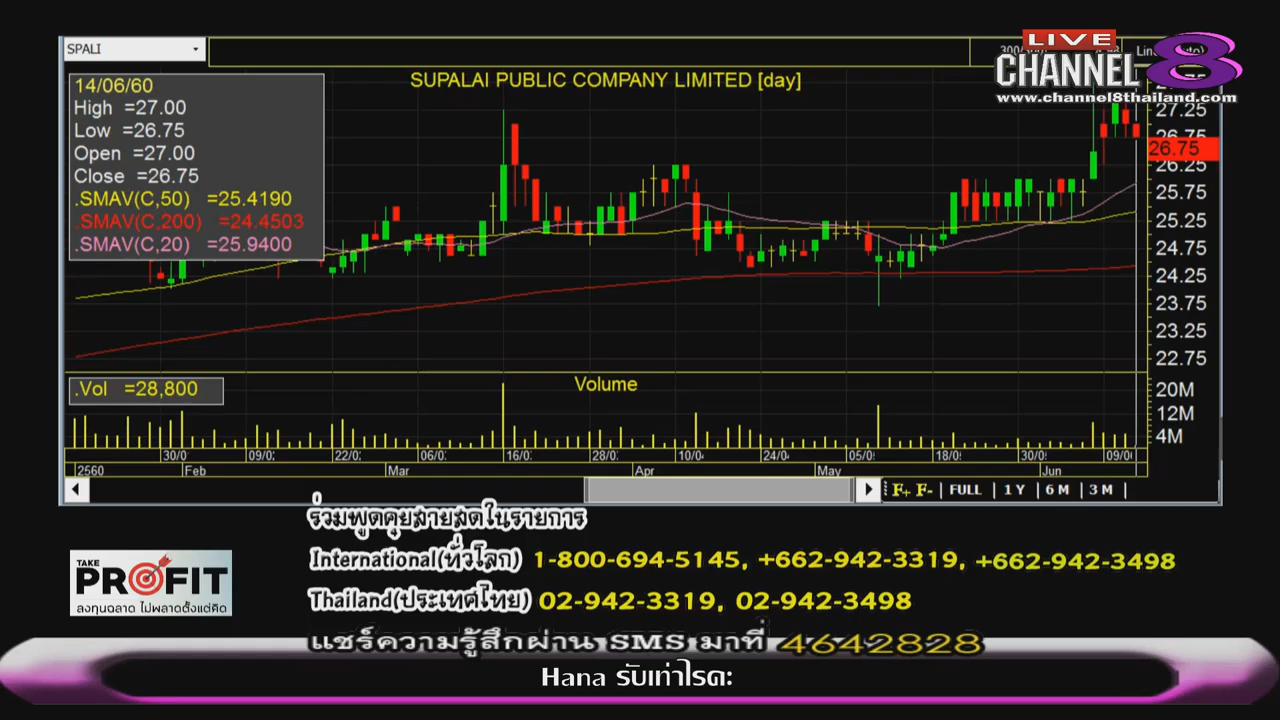 SPALI
LIVE
CHANNEL 8
www.channel8thailand.com
SUPALAI PUBLIC COMPANY LIMITED [day]
14/06/60
High =27.00
Low =26.75
Open =27.00
Close =26.75
.SMAV(C,50) =25.4190
.SMAV(C,200) =24.4503
.SMAV(C,20) =25.9400
27.25
26.75
26.75
26.25
25.75
25.25
24.75
24.25
23.75
23.25
22.75
.Vol =28,800
Volume
20M
12M
4M
30/0 09/0 22/0 06/0 16/0 28/0 10/0 24/0 05/0 18/0 30/0 09/0
2560 Feb Mar Apr May Jun
F+ F- FULL 1 Y 6 M 3 M
ร่วมพูดคุยสายสดในรายการ
International(ทั่วโลก) 1-800-694-5145, +662-942-3319, +662-942-3498
Thailand(ประเทศไทย) 02-942-3319, 02-942-3498
แชร์ความรู้สึกผ่าน SMS มาที่ 4642828
TAKE
PROFIT
ลงทุนฉลาด ไม่พลาดตั้งแต่คิด
Hana รับเท่าไรคะ